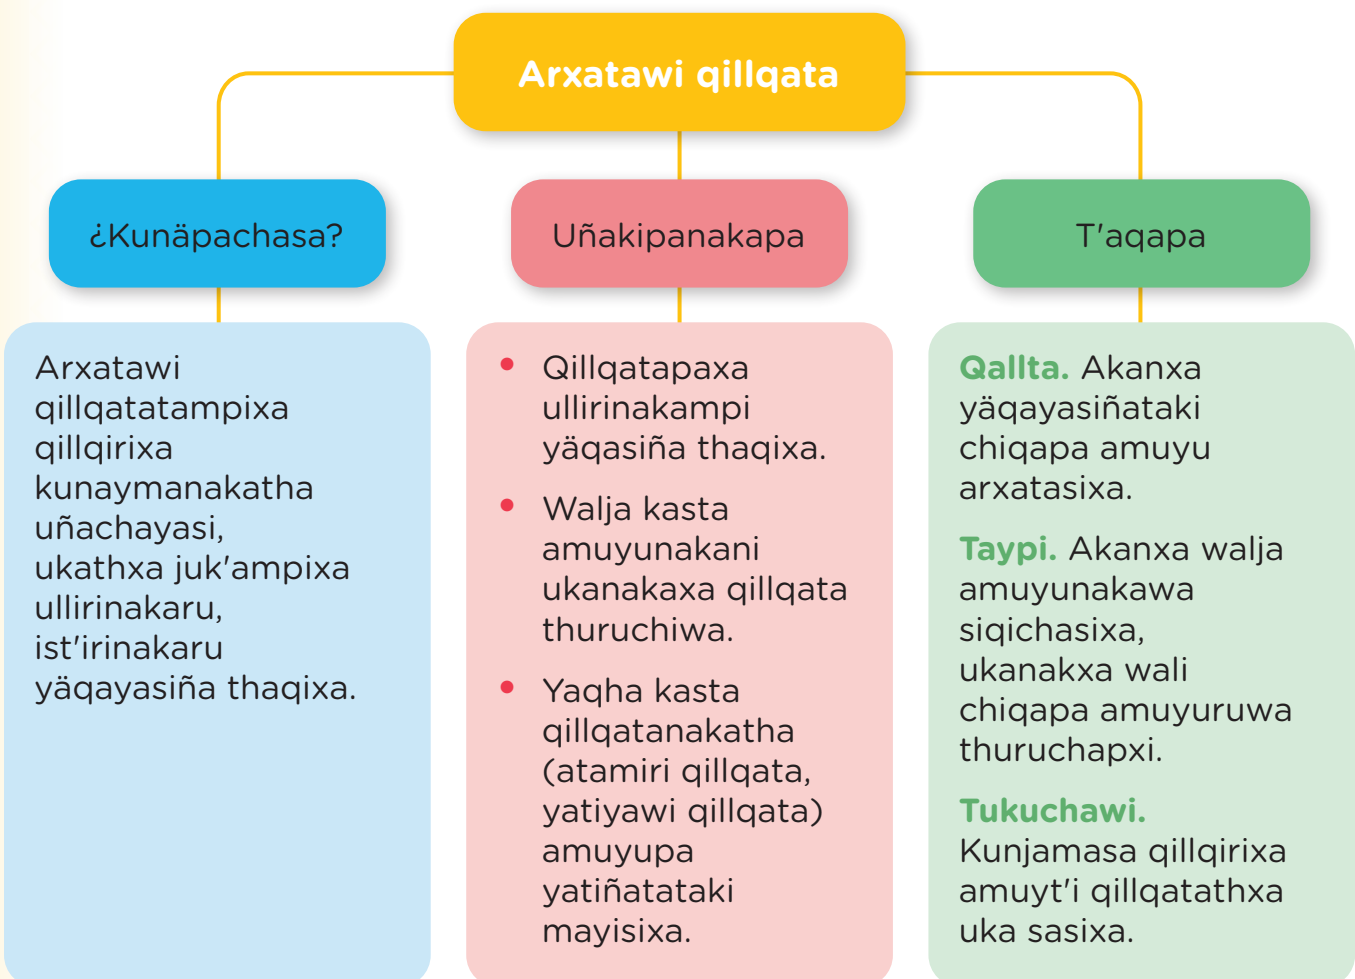 Arxatawi qillqata
¿Kunäpachasa?
Arxatawi
qillqatatampixa
qillqirixa
kunaymanakatha
uñachayasi,
ukathxa juk'ampixa
ullirinakaru,
ist'irinakaru
yäqayasiña thaqixa.
Uñakipanakapa
• Qillqatapaxa
ullirinakampi
yäqasiña thaqixa.
• Walja kasta
amuyunakani
ukanakaxa qillqata
thuruchiwa.
• Yaqha kasta
qillqatanakatha
(atamiri qillqata,
yatiyawi qillqata)
amuyupa
yatiñatataki
mayisixa.
T'aqapa
Qallta. Akanxa
yäqayasiñataki
chiqapa amuyu
arxatasixa.
Taypi. Akanxa walja
amuyunakawa
siqichasixa,
ukanakxa wali
chiqapa amuyuruwa
thuruchapxi.
Tukuchawi.
Kunjamasa qillqirixa
amuyt'i qillqatathxa
uka sasixa.